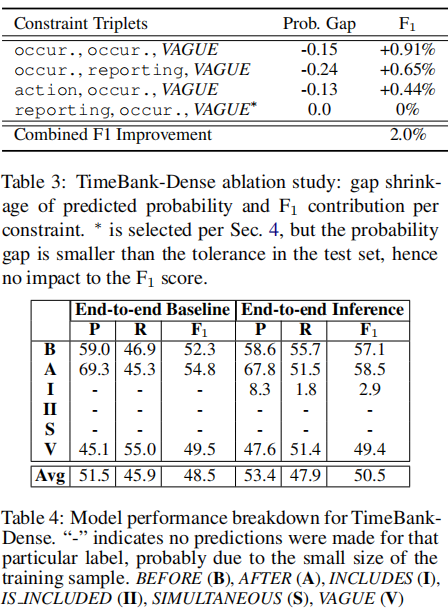 Constraint Triplets Prob. Gap F1
occur., occur., VAGUE -0.15 +0.91%
occur., reporting, VAGUE -0.24 +0.65%
action, occur., VAGUE -0.13 +0.44%
reporting, occur., VAGUE* 0.0 0%
Combined F1 Improvement 2.0%
Table 3: TimeBank-Dense ablation study: gap shrink-
age of predicted probability and F1 contribution per
constraint. * is selected per Sec. 4, but the probability
gap is smaller than the tolerance in the test set, hence
no impact to the F1 score.
End-to-end Baseline End-to-end Inference
P R F1 P R F1
B 59.0 46.9 52.3 58.6 55.7 57.1
A 69.3 45.3 54.8 67.8 51.5 58.5
I - - - 8.3 1.8 2.9
II - - - - - -
S - - - - - -
V 45.1 55.0 49.5 47.6 51.4 49.4
Avg 51.5 45.9 48.5 53.4 47.9 50.5
Table 4: Model performance breakdown for TimeBank-
Dense. “-” indicates no predictions were made for that
particular label, probably due to the small size of the
training sample. BEFORE (B), AFTER (A), INCLUDES (I),
IS_INCLUDED (II), SIMULTANEOUS (S), VAGUE (V)